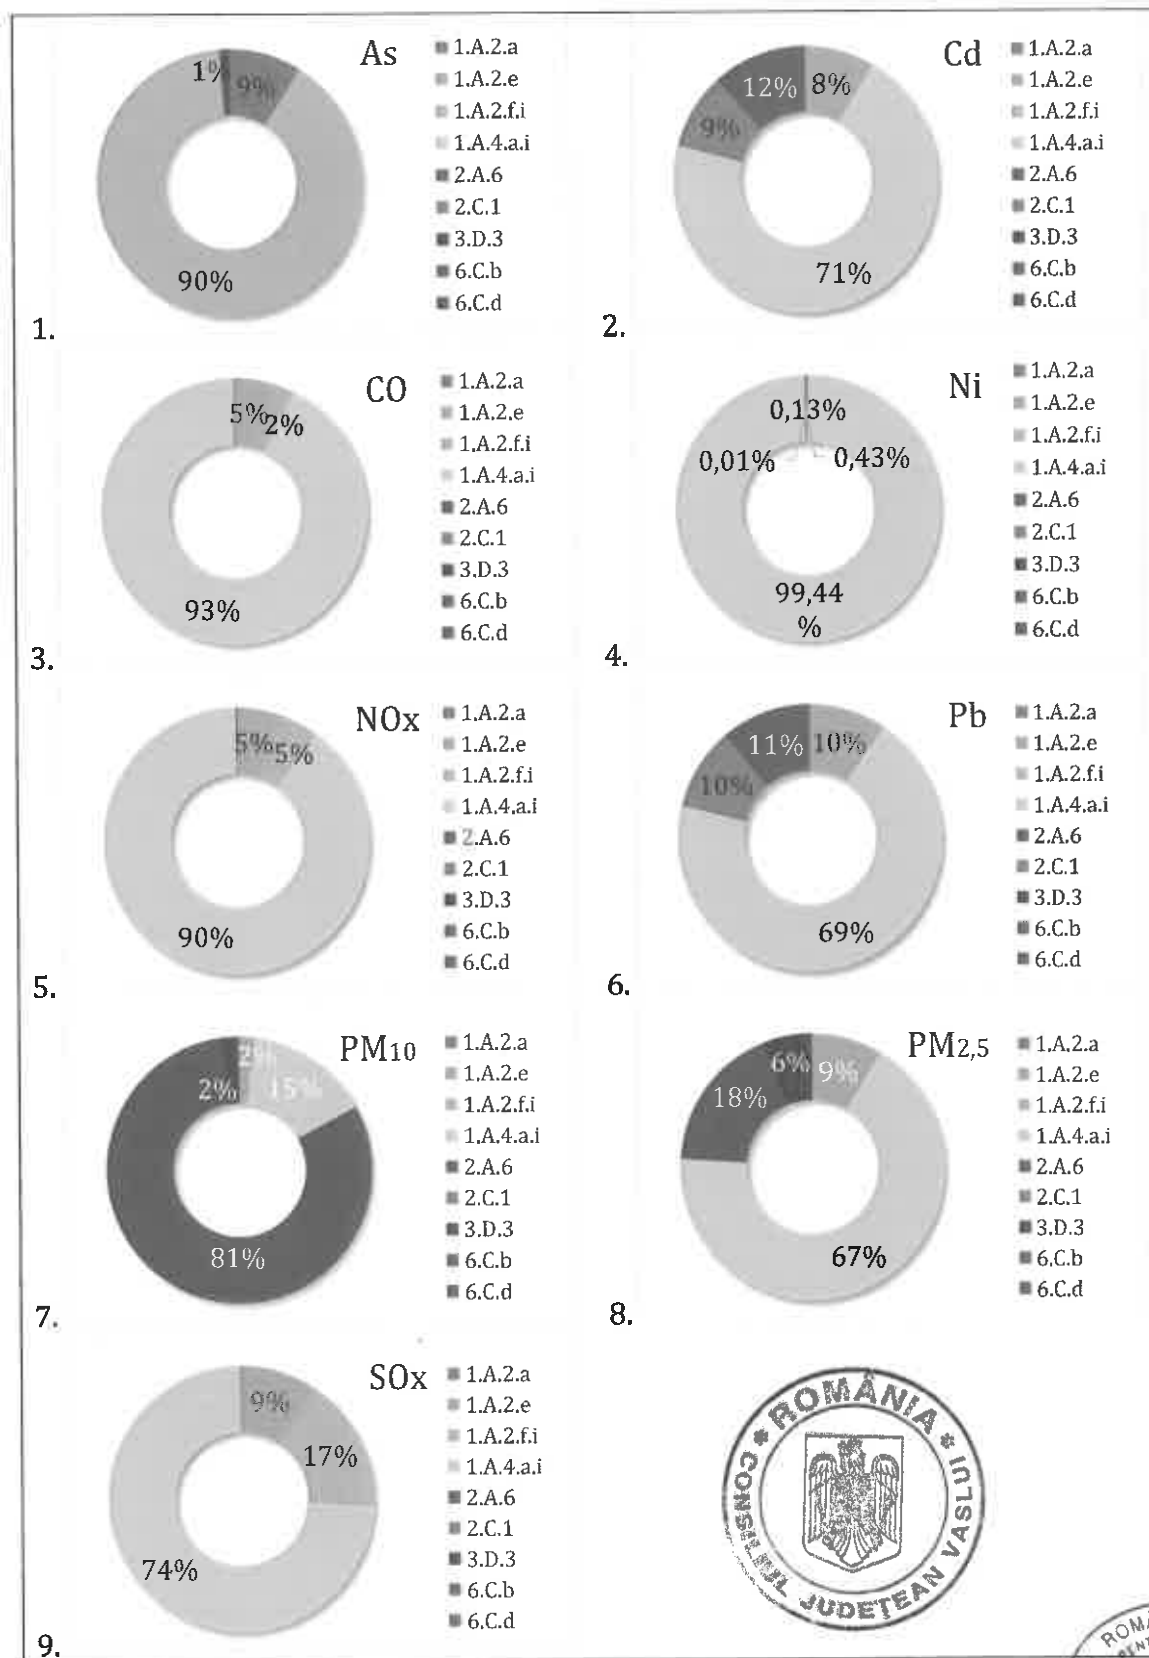 As
1%
9%
90%
1.A.2.a
1.A.2.e
1.A.2.f.i
1.A.4.a.i
2.A.6
2.C.1
3.D.3
6.C.b
6.C.d
1.
Cd
12%
8%
9%
71%
1.A.2.a
1.A.2.e
1.A.2.f.i
1.A.4.a.i
2.A.6
2.C.1
3.D.3
6.C.b
6.C.d
2.
CO
5%
2%
93%
1.A.2.a
1.A.2.e
1.A.2.f.i
1.A.4.a.i
2.A.6
2.C.1
3.D.3
6.C.b
6.C.d
3.
Ni
0,13%
0,01%
0,43%
99,44
%
1.A.2.a
1.A.2.e
1.A.2.f.i
1.A.4.a.i
2.A.6
2.C.1
3.D.3
6.C.b
6.C.d
4.
NOx
5%
5%
90%
1.A.2.a
1.A.2.e
1.A.2.f.i
1.A.4.a.i
2.A.6
2.C.1
3.D.3
6.C.b
6.C.d
5.
Pb
11%
10%
10%
69%
1.A.2.a
1.A.2.e
1.A.2.f.i
1.A.4.a.i
2.A.6
2.C.1
3.D.3
6.C.b
6.C.d
6.
PM10
2%
2%
15%
81%
1.A.2.a
1.A.2.e
1.A.2.f.i
1.A.4.a.i
2.A.6
2.C.1
3.D.3
6.C.b
6.C.d
7.
PM2,5
6%
9%
18%
67%
1.A.2.a
1.A.2.e
1.A.2.f.i
1.A.4.a.i
2.A.6
2.C.1
3.D.3
6.C.b
6.C.d
8.
SOx
9%
17%
74%
1.A.2.a
1.A.2.e
1.A.2.f.i
1.A.4.a.i
2.A.6
2.C.1
3.D.3
6.C.b
6.C.d
9.
* ROMÂNIA *
CONSILIUL JUDEȚEAN VASLUI